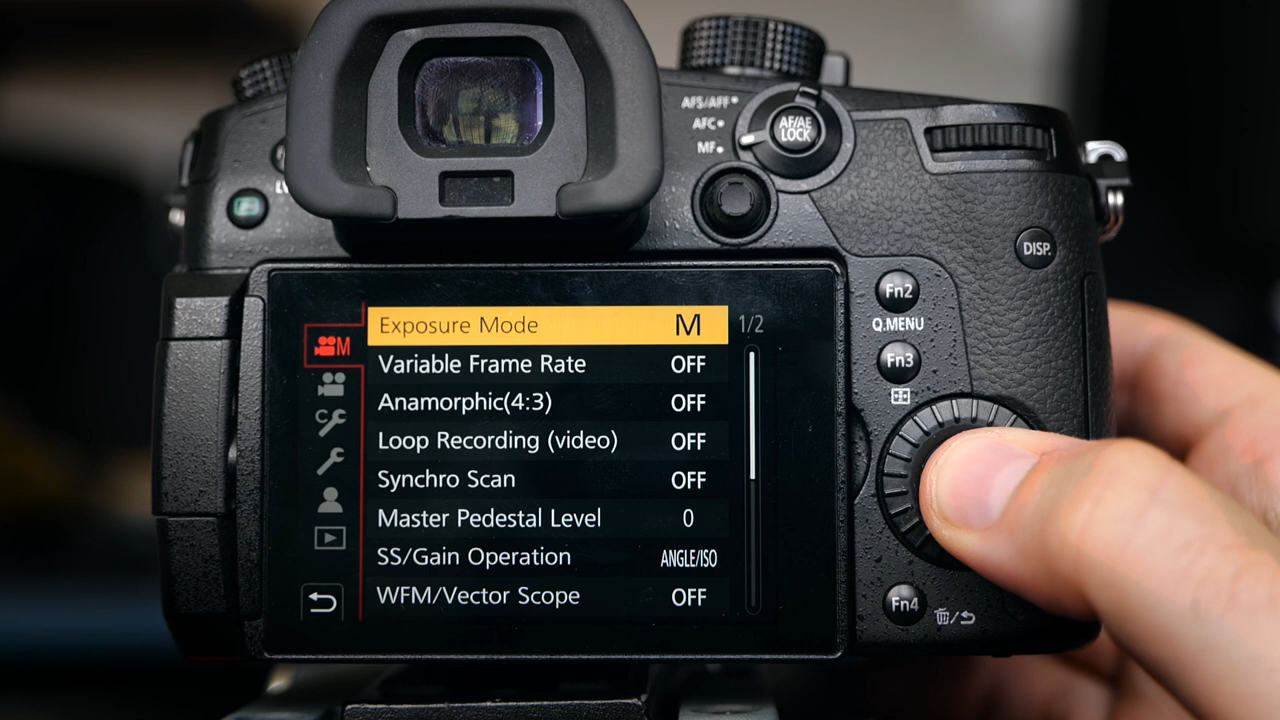 AFS/AFF
AFC
MF
AF/AE
LOCK
DISP.
Fn2
Q.MENU
Fn3
Fn4
M
Exposure Mode M
1/2
Variable Frame Rate OFF
Anamorphic(4:3) OFF
Loop Recording (video) OFF
Synchro Scan OFF
Master Pedestal Level 0
SS/Gain Operation ANGLE/ISO
WFM/Vector Scope OFF